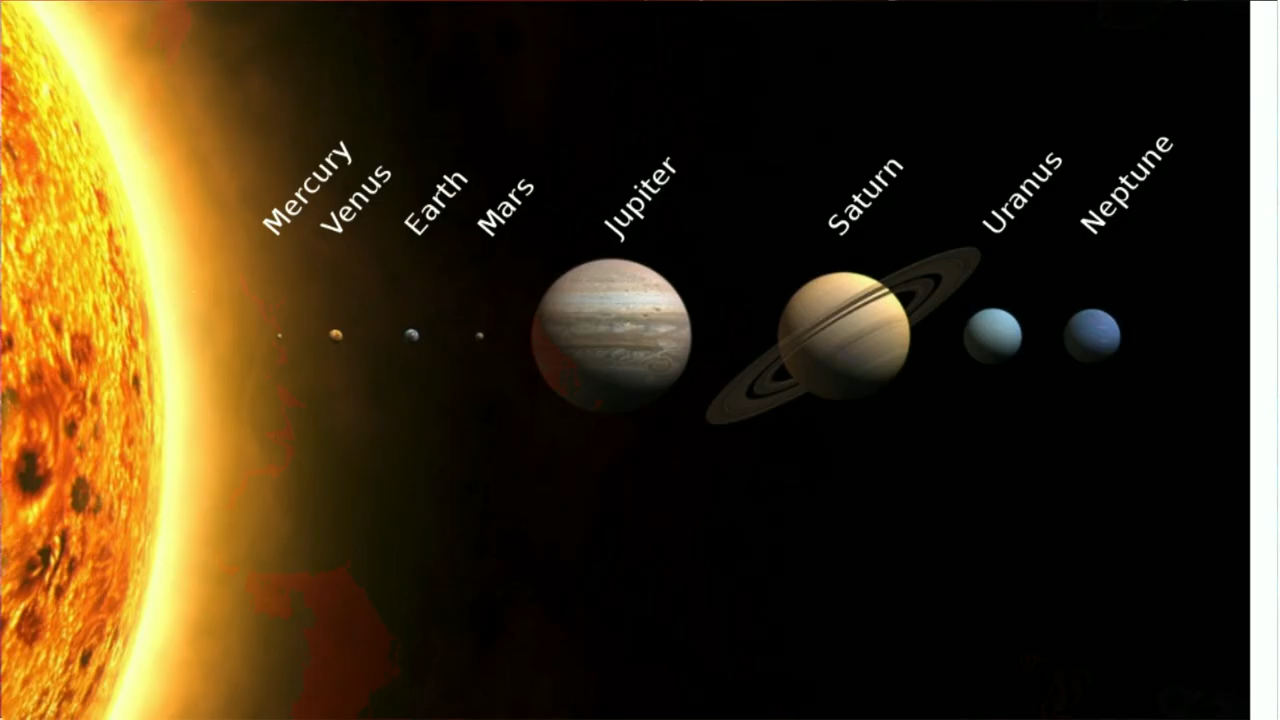 Mercury
Venus
Earth
Mars
Jupiter
Saturn
Uranus
Neptune